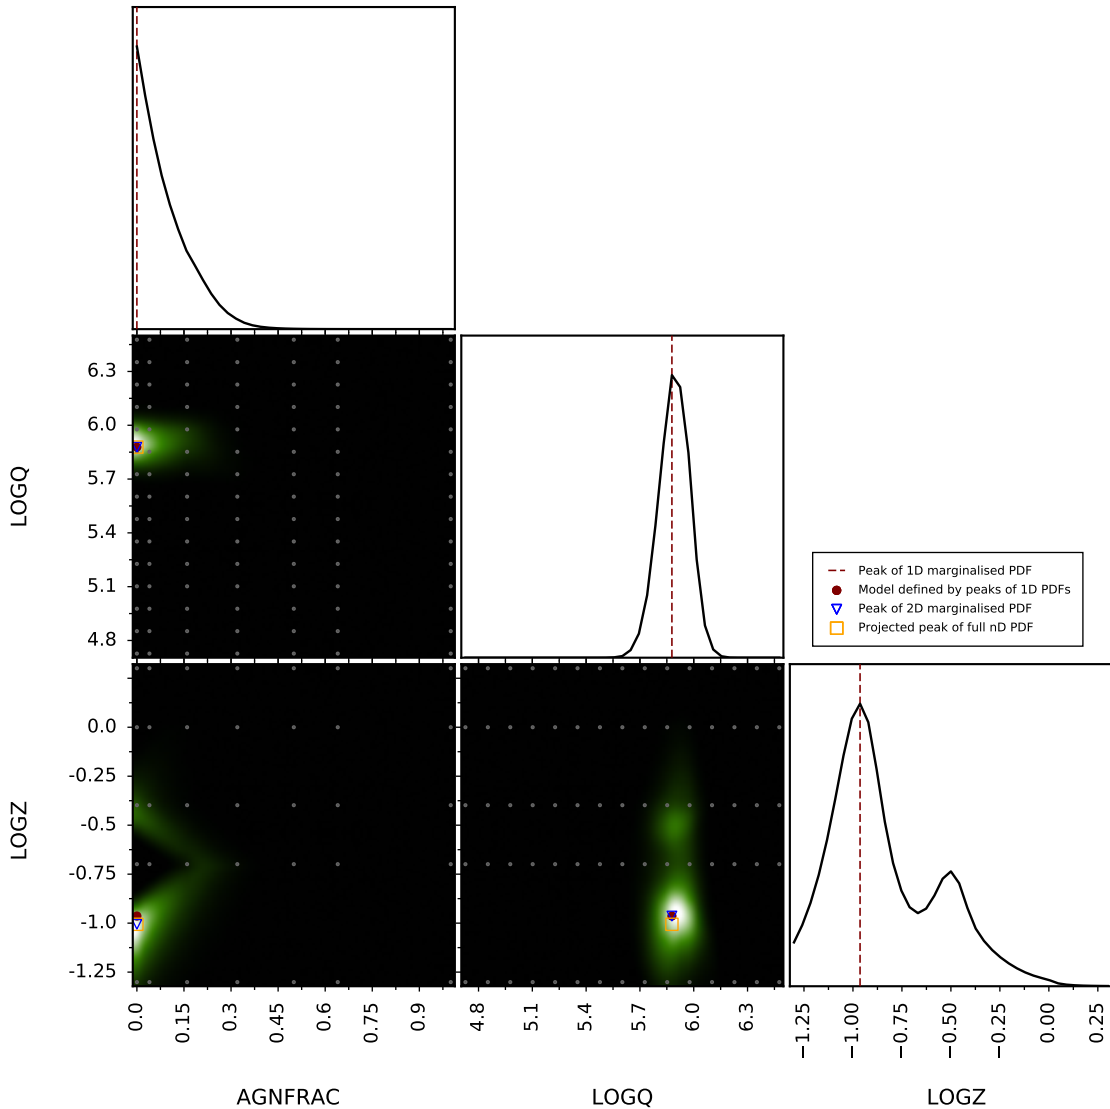 LOGQ
6.3
6.0
5.7
5.4
5.1
4.8
Peak of 1D marginalised PDF
Model defined by peaks of 1D PDFs
Peak of 2D marginalised PDF
Projected peak of full nD PDF
LOGZ
0.0
-0.25
-0.5
-0.75
-1.0
-1.25
0.0 0.15 0.3 0.45 0.6 0.75 0.9
4.8 5.1 5.4 5.7 6.0 6.3
−1.25 −1.00 −0.75 −0.50 −0.25 0.00 0.25
AGNFRAC LOGQ LOGZ